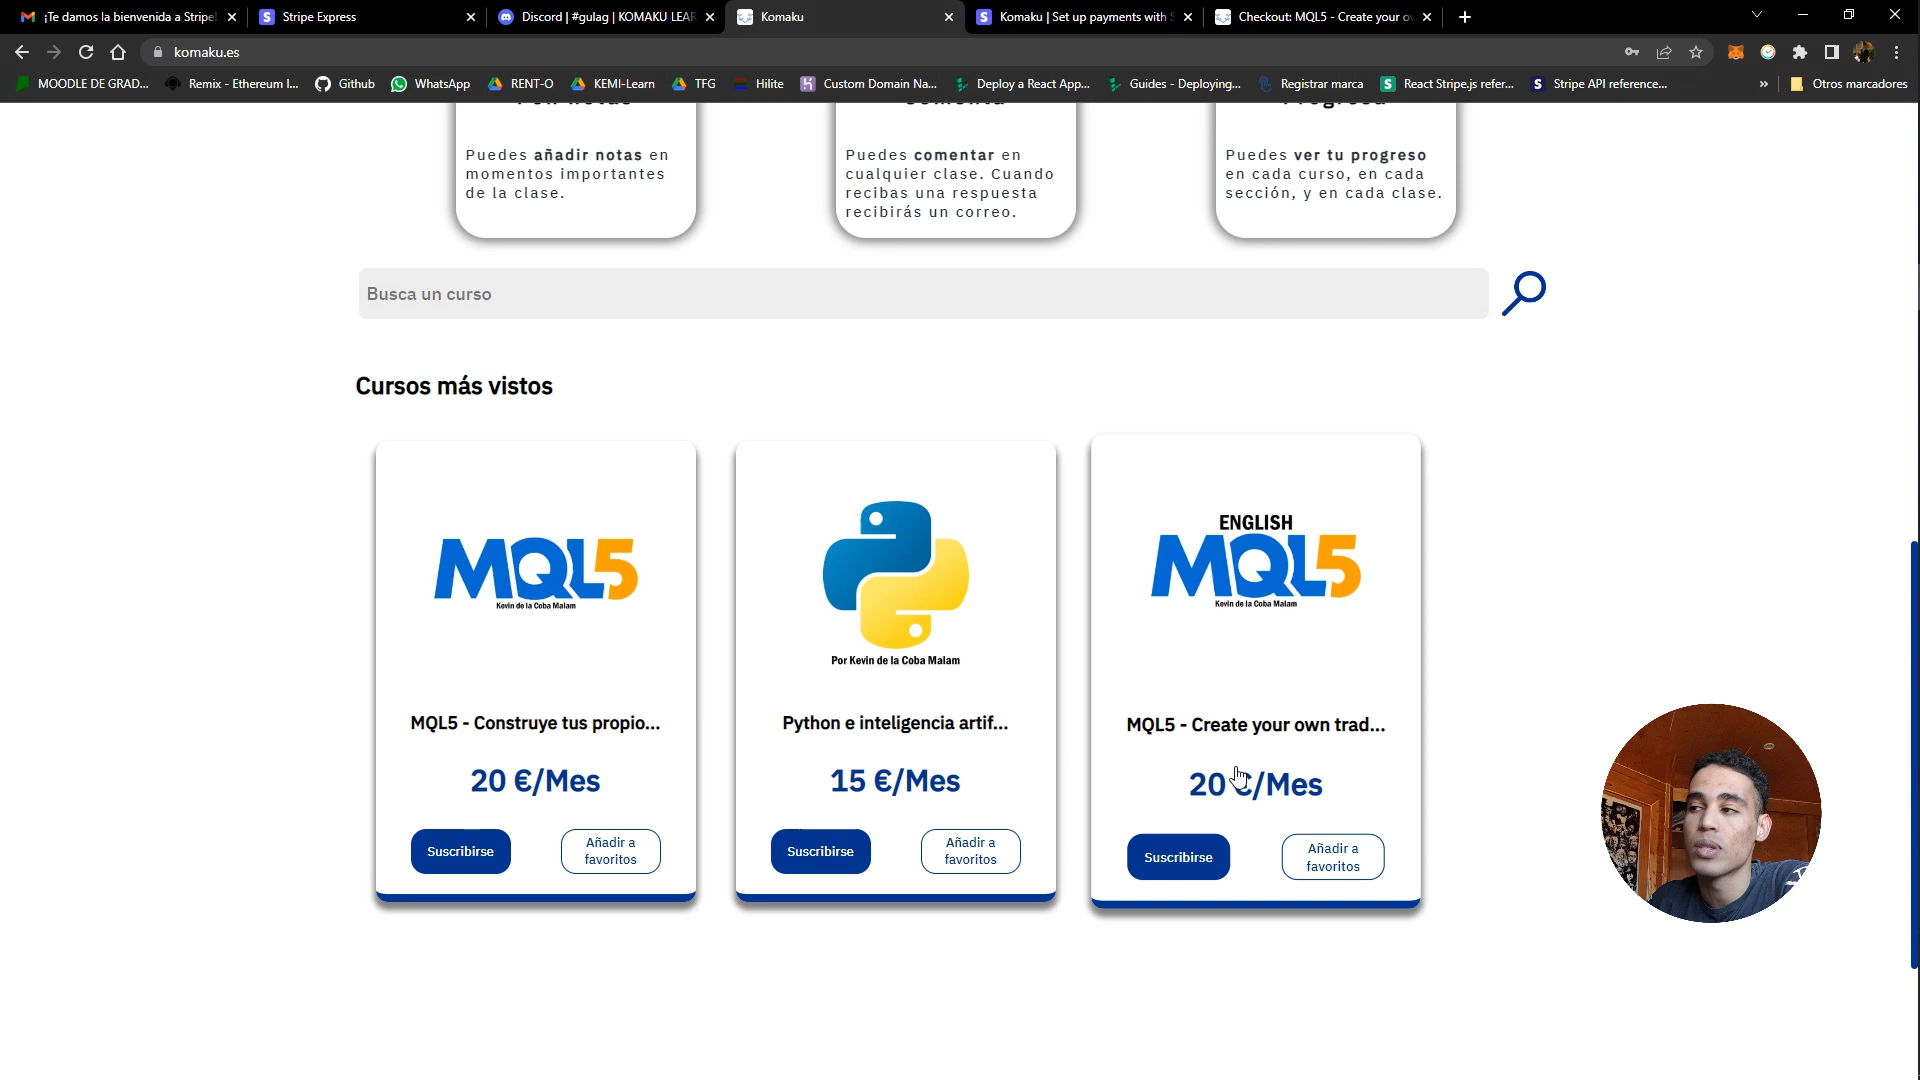 ¡Te damos la bienvenida a Stripe!
Stripe Express
Discord | #gulag | KOMAKU LEAR
Komaku
Komaku | Set up payments with S
Checkout: MQL5 - Create your ow
komaku.es
MOODLE DE GRAD...
Remix - Ethereum I...
Github
WhatsApp
RENT-O
KEMI-Learn
TFG
Hilite
Custom Domain Na...
Deploy a React App...
Guides - Deploying...
Registrar marca
React Stripe.js refer...
Stripe API reference...
»
Otros marcadores
Puedes añadir notas en
momentos importantes
de la clase.
Puedes comentar en
cualquier clase. Cuando
recibas una respuesta
recibirás un correo.
Progresa
Puedes ver tu progreso
en cada curso, en cada
sección, y en cada clase.
Busca un curso
Cursos más vistos
MQL5
Kevin de la Coba Malam
MQL5 - Construye tus propio...
20 €/Mes
Suscribirse
Añadir a
favoritos
Por Kevin de la Coba Malam
Python e inteligencia artif...
15 €/Mes
Suscribirse
Añadir a
favoritos
ENGLISH
MQL5
Kevin de la Coba Malam
MQL5 - Create your own trad...
20 €/Mes
Suscribirse
Añadir a
favoritos